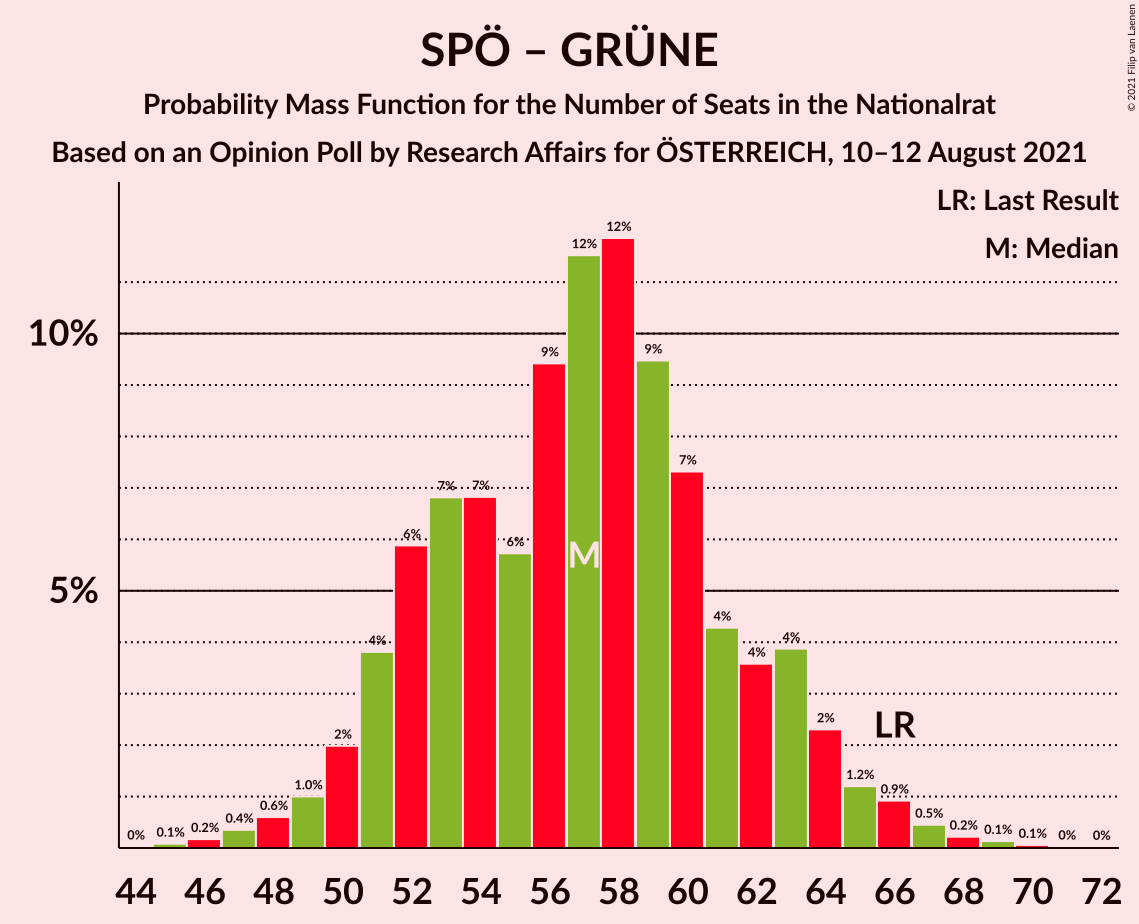 SPÖ – GRÜNE
Probability Mass Function for the Number of Seats in the Nationalrat
Based on an Opinion Poll by Research Affairs for ÖSTERREICH, 10–12 August 2021
© 2021 Filip van Laenen
LR: Last Result
M: Median
10%
5%
0% 0.1% 0.2% 0.4% 0.6% 1.0% 2% 4% 6% 7% 7% 6% 9% 12% 12% 9% 7% 4% 4% 4% 2% 1.2% 0.9% 0.5% 0.2% 0.1% 0.1% 0% 0%
M
LR
44 46 48 50 52 54 56 58 60 62 64 66 68 70 72